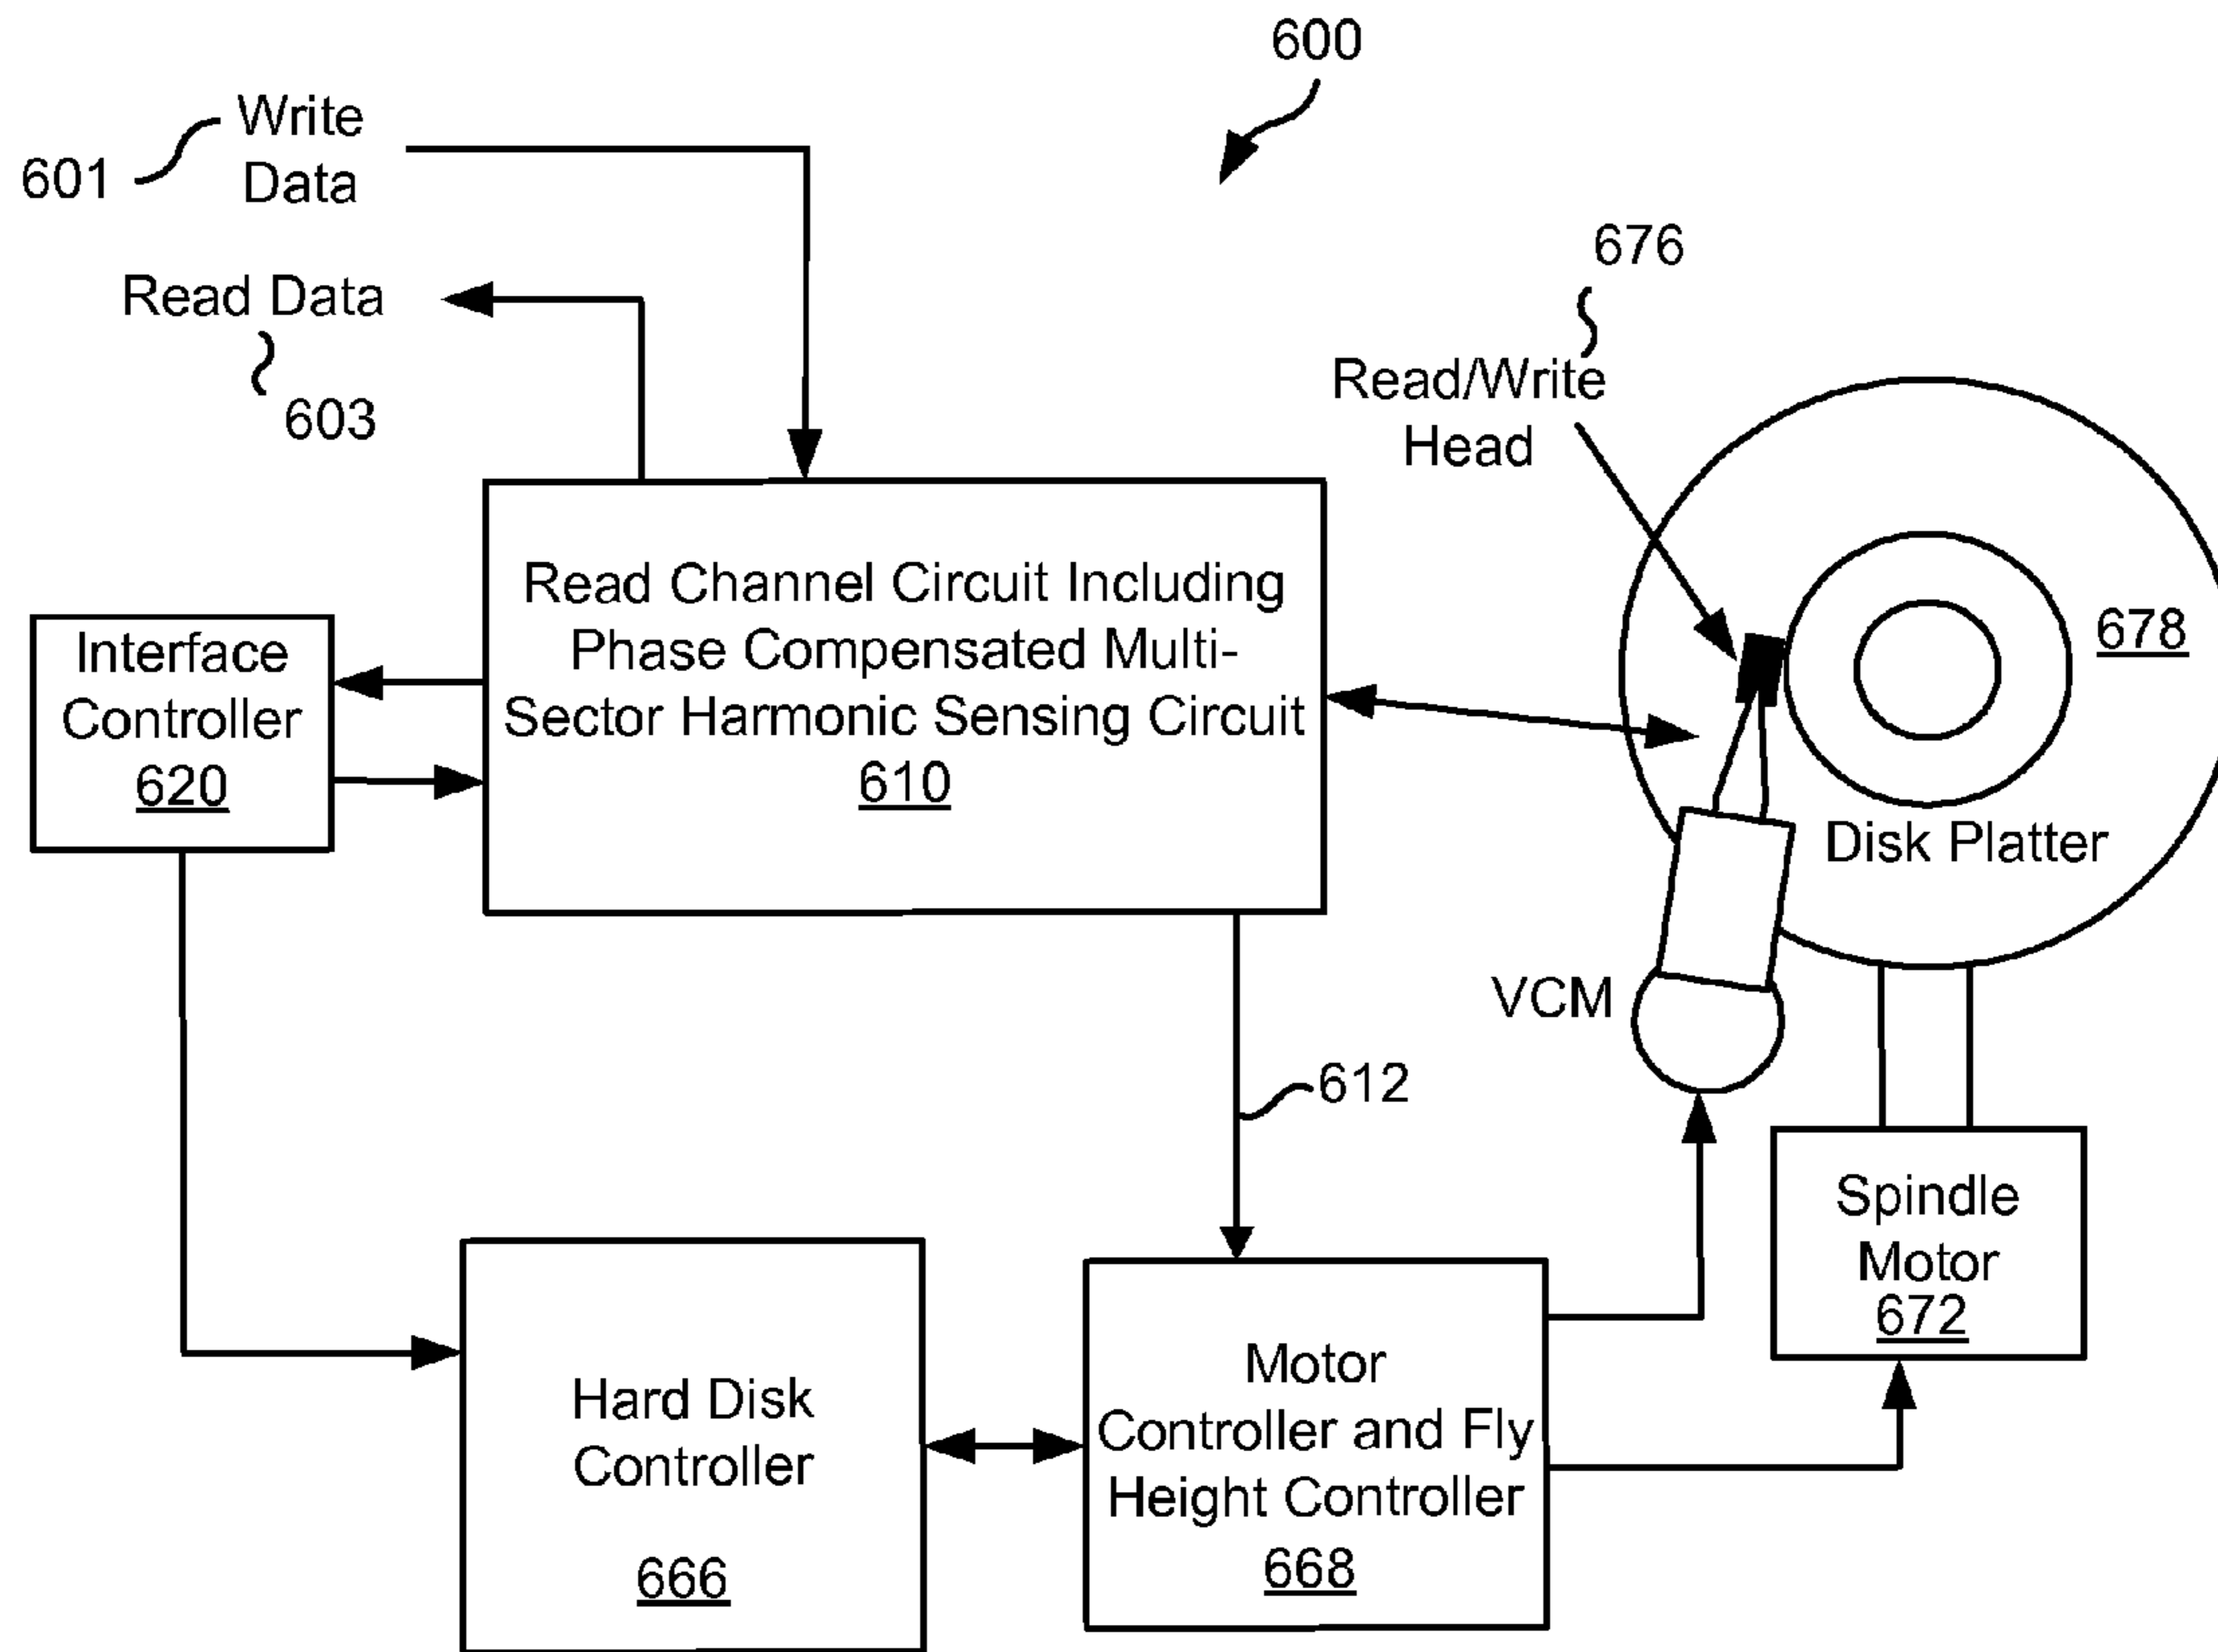 600
Write
Data
601
Read Data
603
676
Read/Write
Head
Read Channel Circuit Including
Phase Compensated Multi-
Sector Harmonic Sensing Circuit
610
Interface
Controller
620
678
Disk Platter
VCM
612
Spindle
Motor
672
Hard Disk
Controller
666
Motor
Controller and Fly
Height Controller
668